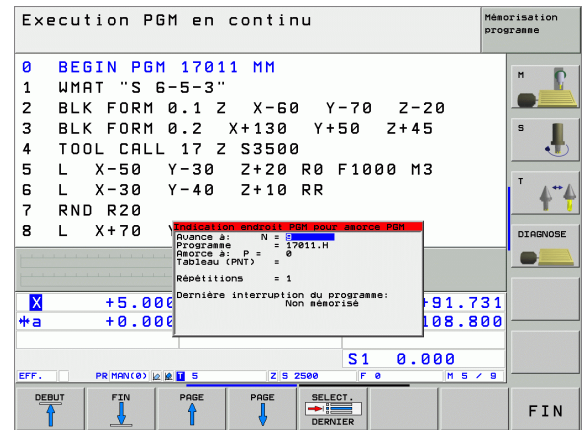 Execution PGM en continu
Mémorisation
programme
0 BEGIN PGM 17011 MM
1 WMAT "S 6-5-3"
2 BLK FORM 0.1 Z X-60 Y-70 Z-20
3 BLK FORM 0.2 X+130 Y+50 Z+45
4 TOOL CALL 17 Z S3500
5 L X-50 Y-30 Z+20 R0 F1000 M3
6 L X-30 Y-40 Z+10 RR
7 RND R20
8 L X+70
Indication endroit PGM pour amorce PGM
Avance à: N = 9
Programme = 17011.H
Amorce à: P = 0
Tableau (PNT) =
Répétitions = 1
Dernière interruption du programme:
Non mémorisé
X +5.000 +91.731
a +0.000 108.800
S1 0.000
EFF. PR MAN(0) T 5 Z S 2500 F 0 M 5 / 9
M
S
T
DIAGNOSE
DEBUT FIN PAGE PAGE SELECT. FIN
DERNIER